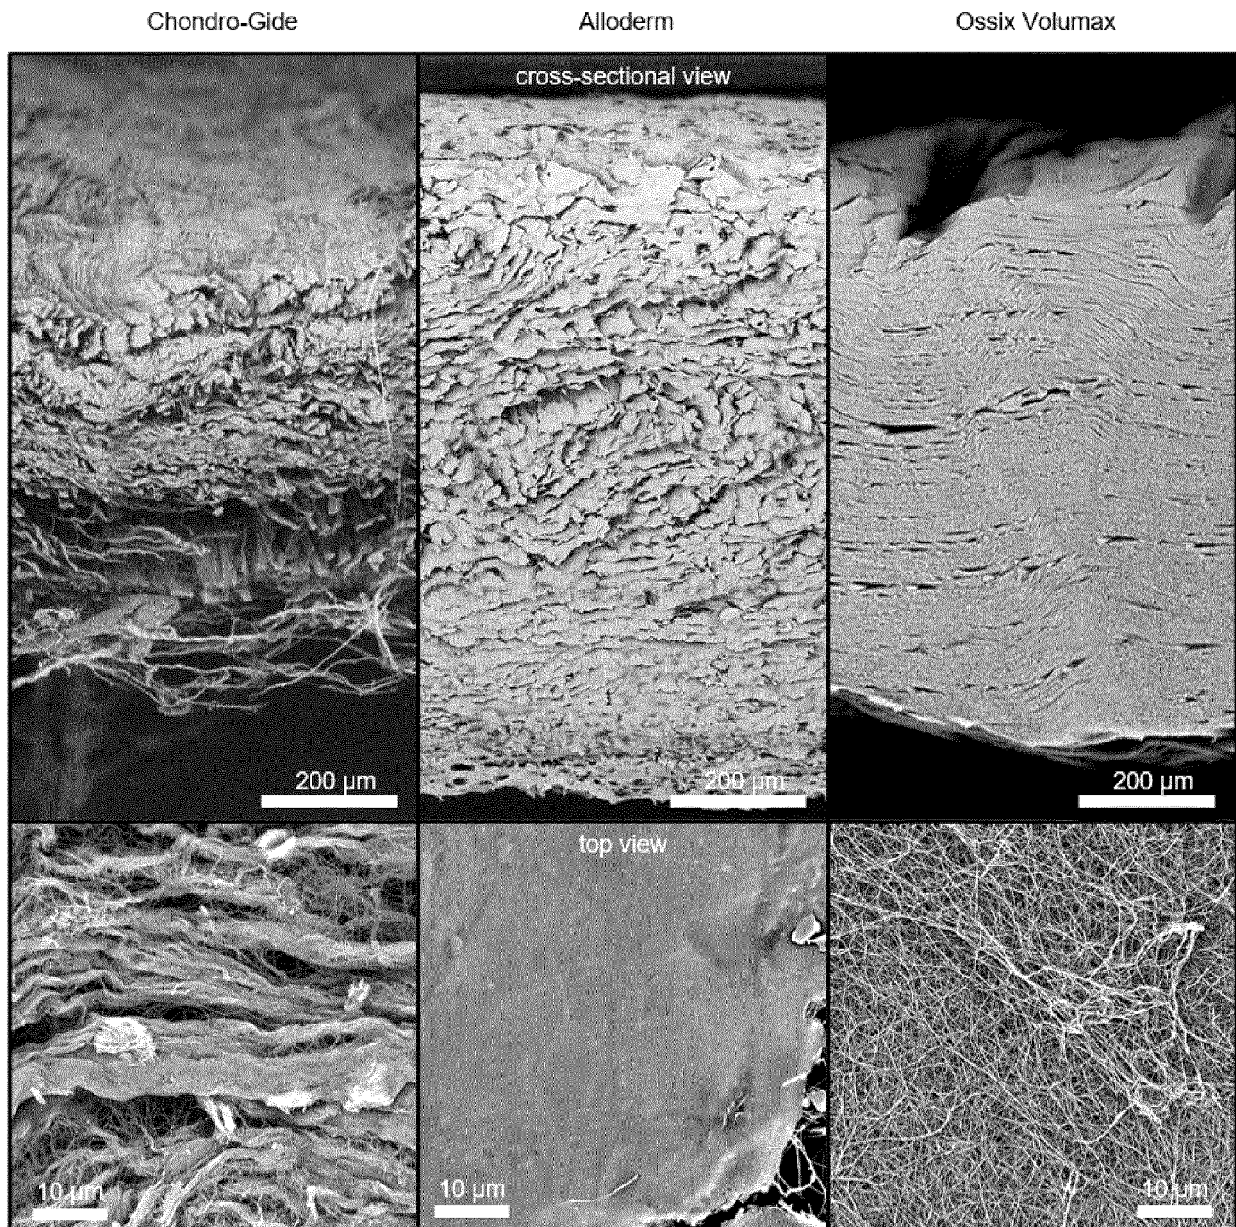 Chondro-Gide
Alloderm
Ossix Volumax
cross-sectional view
200 µm
200 µm
200 µm
top view
10 µm
10 µm
10 µm